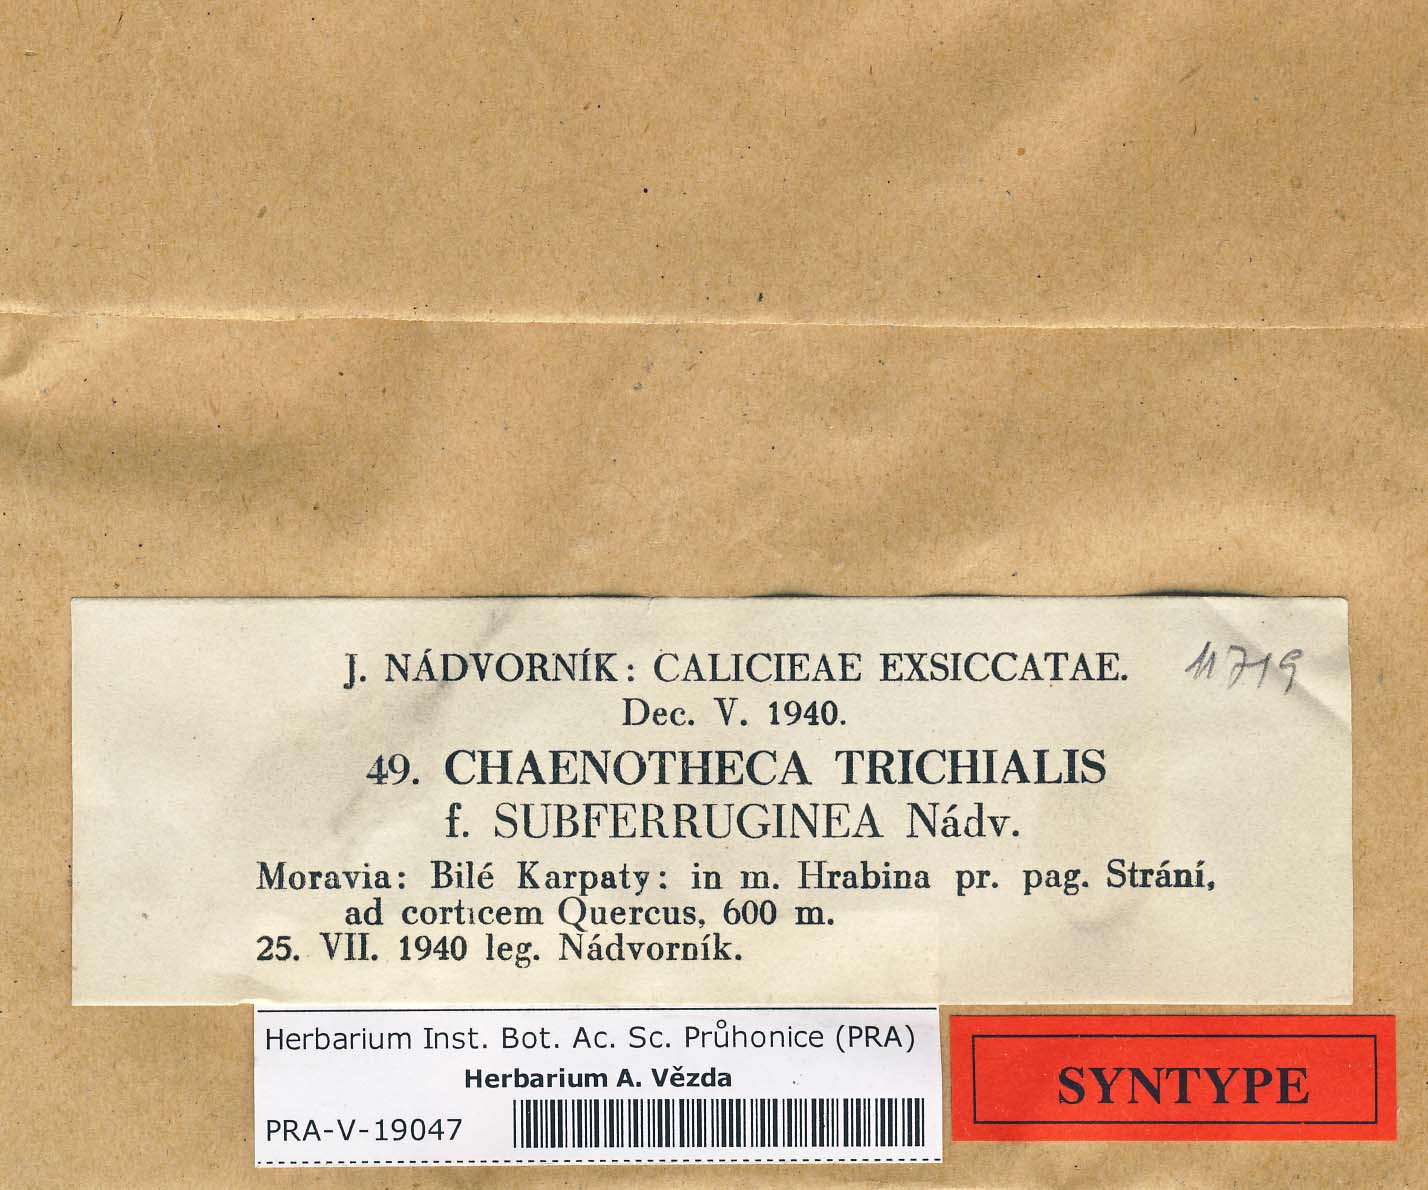 J. NÁDVORNÍK: CALICIEAE EXSICCATAE.
11719
Dec. V. 1940.
49. CHAENOTHECA TRICHIALIS
f. SUBFERRUGINEA Nádv.
Moravia: Bilé Karpaty: in m. Hrabina pr. pag. Strání,
ad corticem Quercus, 600 m.
25. VII. 1940 leg. Nádvorník.
Herbarium Inst. Bot. Ac. Sc. Průhonice (PRA)
Herbarium A. Vězda
PRA-V-19047
SYNTYPE